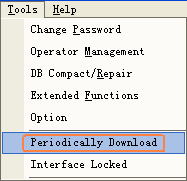 Tools Help
Change Password
Operator Management
DB Compact/Repair
Extended Functions
Option
Periodically Download
Interface Locked